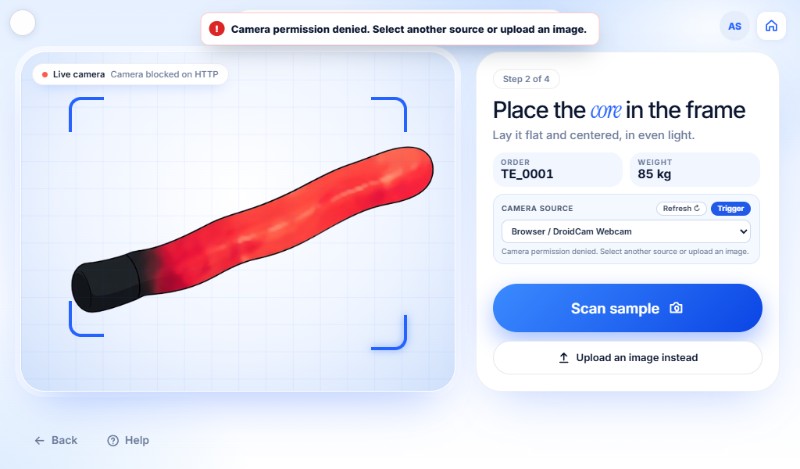 Camera permission denied. Select another source or upload an image.
AS
Live camera Camera blocked on HTTP
Step 2 of 4
Place the core in the frame
Lay it flat and centered, in even light.
ORDER
TE_0001
WEIGHT
85 kg
CAMERA SOURCE
Refresh
Trigger
Browser / DroidCam Webcam
Camera permission denied. Select another source or upload an image.
Scan sample
Upload an image instead
Back
Help